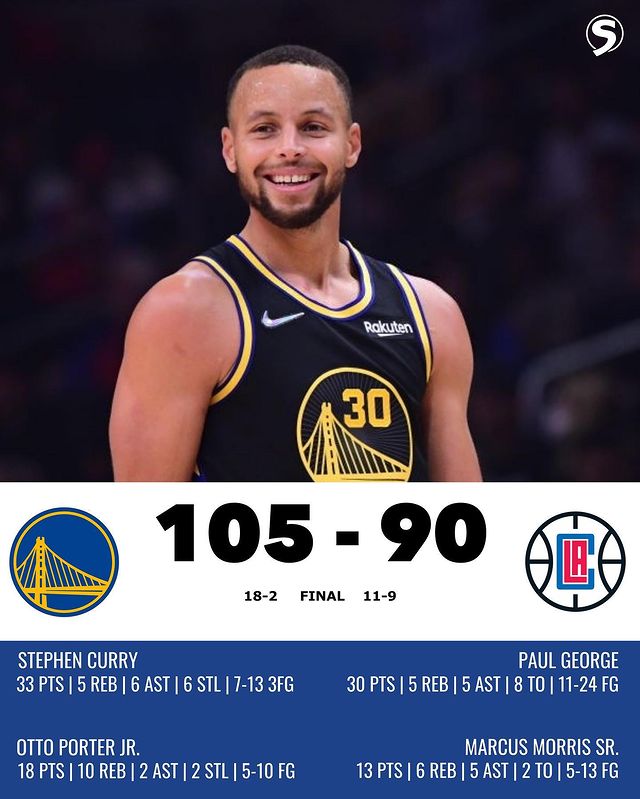 S
Rakuten
30
105 - 90
18-2 FINAL 11-9
LA
STEPHEN CURRY
33 PTS | 5 REB | 6 AST | 6 STL | 7-13 3FG
PAUL GEORGE
30 PTS | 5 REB | 5 AST | 8 TO | 11-24 FG
OTTO PORTER JR.
18 PTS | 10 REB | 2 AST | 2 STL | 5-10 FG
MARCUS MORRIS SR.
13 PTS | 6 REB | 5 AST | 2 TO | 5-13 FG